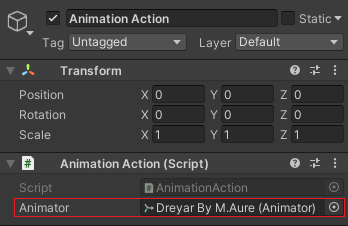 Animation Action Static
Tag Untagged Layer Default
Transform
Position X 0 Y 0 Z 0
Rotation X 0 Y 0 Z 0
Scale X 1 Y 1 Z 1
Animation Action (Script)
Script AnimationAction
Animator Dreyar By M.Aure (Animator)